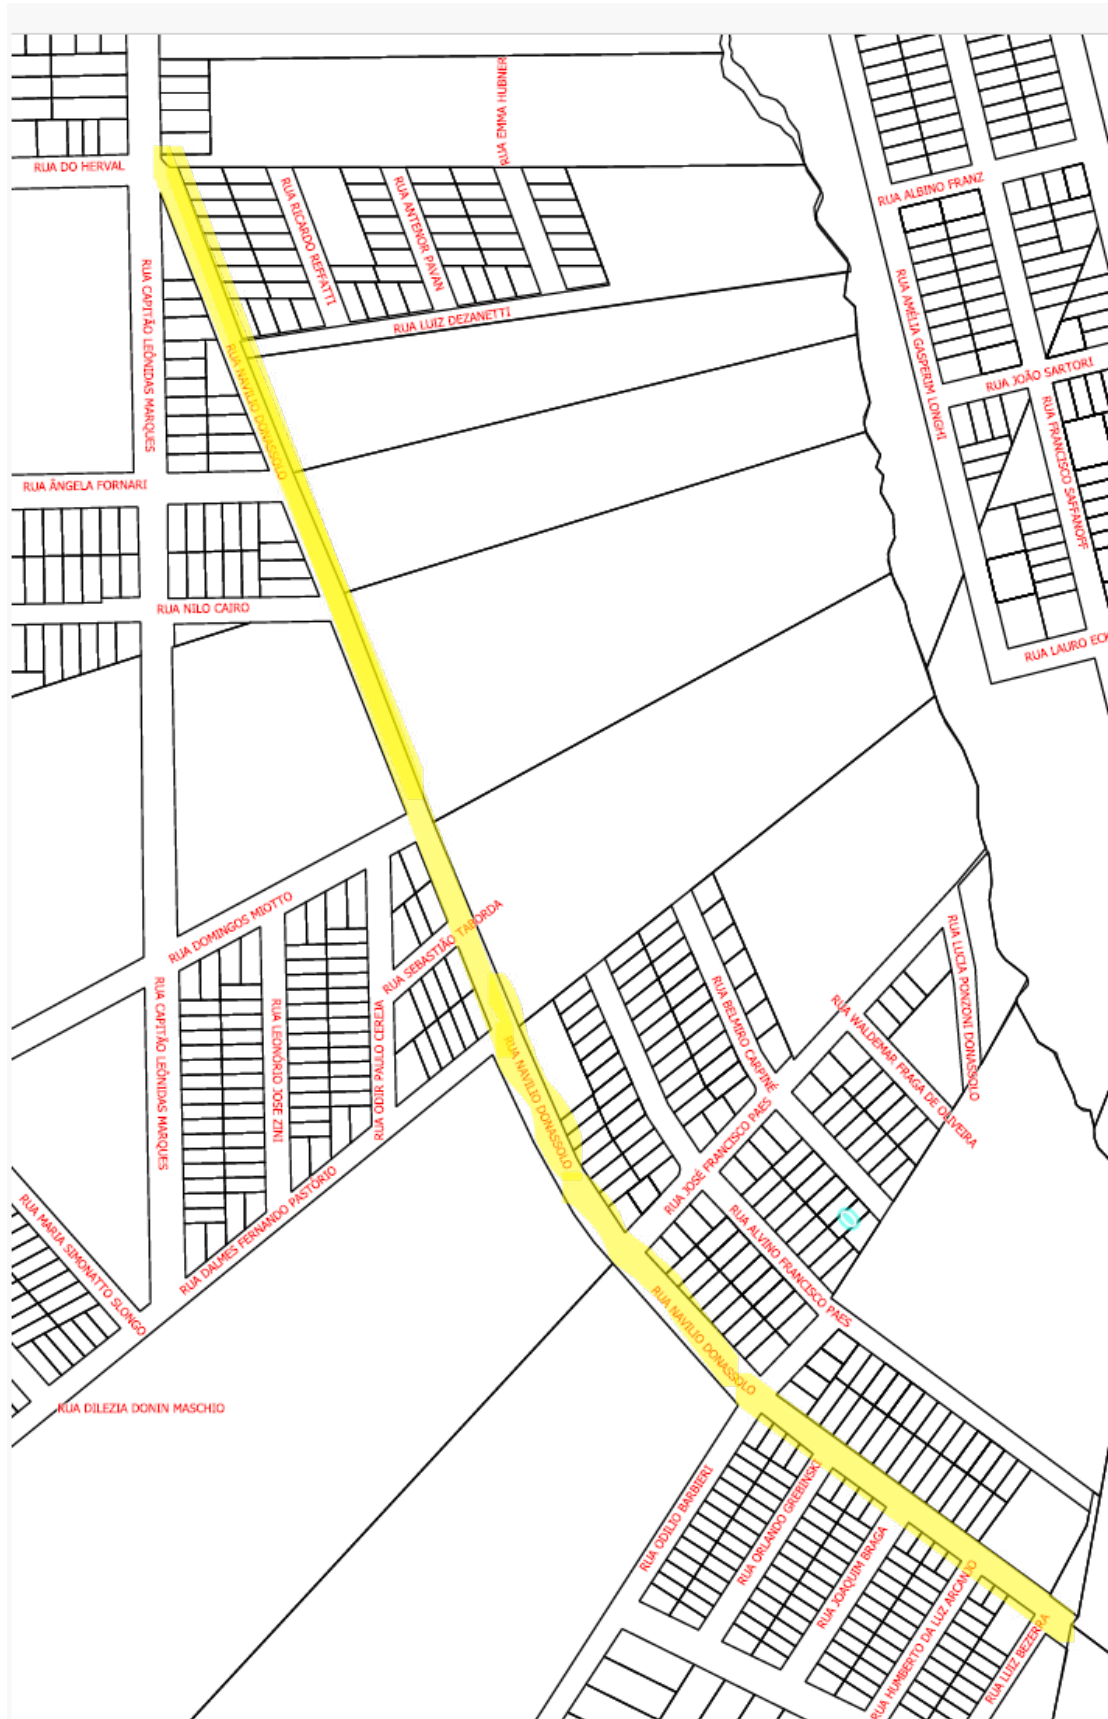 RUA EMMA HUBNER
RUA DO HERVAL
RUA ALBINO FRANZ
RUA RICARDO REFFATTI
RUA ANTENOR PAVAN
RUA CAPITÃO LEÔNIDAS MARQUES
RUA LUIZ DEZANETTI
RUA AMÉLIA GASPERIM LONGHI
RUA NAVILIO DONASSOLO
RUA JOÃO SARTORI
RUA FRANCISCO SAFFANOFF
RUA ÂNGELA FORNARI
RUA NILO CAIRO
RUA LAURO ECK
RUA DOMINGOS MIOTTO
RUA SEBASTIÃO TABORDA
RUA LUCIA PONZONI DONASSOLO
RUA CAPITÃO LEÔNIDAS MARQUES
RUA LEONÓRIO JOSE ZINI
RUA ODIR PAULO CEREJA
RUA BELMIRO CARPINÉ
RUA WALDEMAR FRAGA DE OLIVEIRA
RUA NAVILIO DONASSOLO
RUA JOSÉ FRANCISCO PAES
RUA MARIA SIMONATTO SLONGO
RUA DALMES FERNANDO PASTÓRIO
RUA ALVINO FRANCISCO PAES
RUA NAVILIO DONASSOLO
RUA DILEZIA DONIN MASCHIO
RUA ODILIO BARBIERI
RUA ORLANDO GREBINSKI
RUA JOAQUIM BRAGA
RUA HUMBERTO DA LUZ ARCANJO
RUA LUIZ BEZERRA